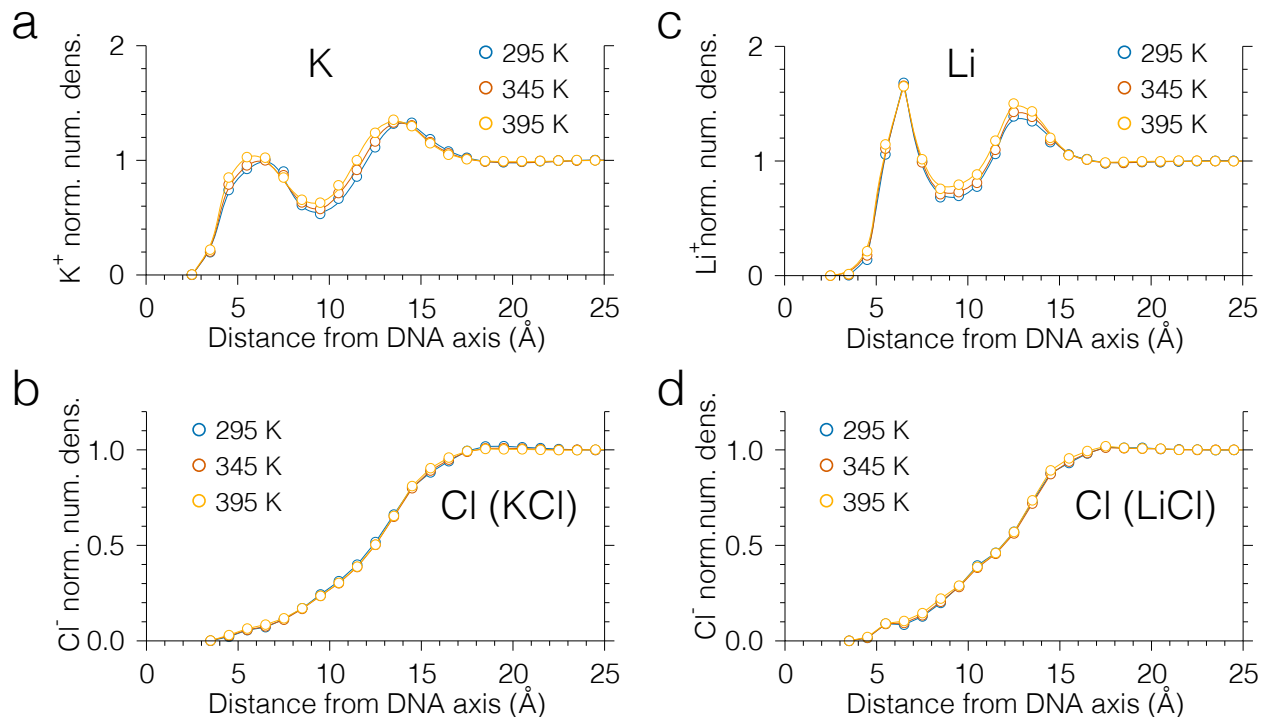 a
K⁺ norm. num. dens.
2
1
0
K
295 K
345 K
395 K
0 5 10 15 20 25
Distance from DNA axis (Å)
c
Li⁺norm. num. dens.
2
1
0
Li
295 K
345 K
395 K
0 5 10 15 20 25
Distance from DNA axis (Å)
b
Cl⁻ norm. num. dens.
1.0
0.5
0.0
295 K
345 K
395 K
Cl (KCl)
0 5 10 15 20 25
Distance from DNA axis (Å)
d
Cl⁻ norm.num. dens.
1.0
0.5
0.0
295 K
345 K
395 K
Cl (LiCl)
0 5 10 15 20 25
Distance from DNA axis (Å)